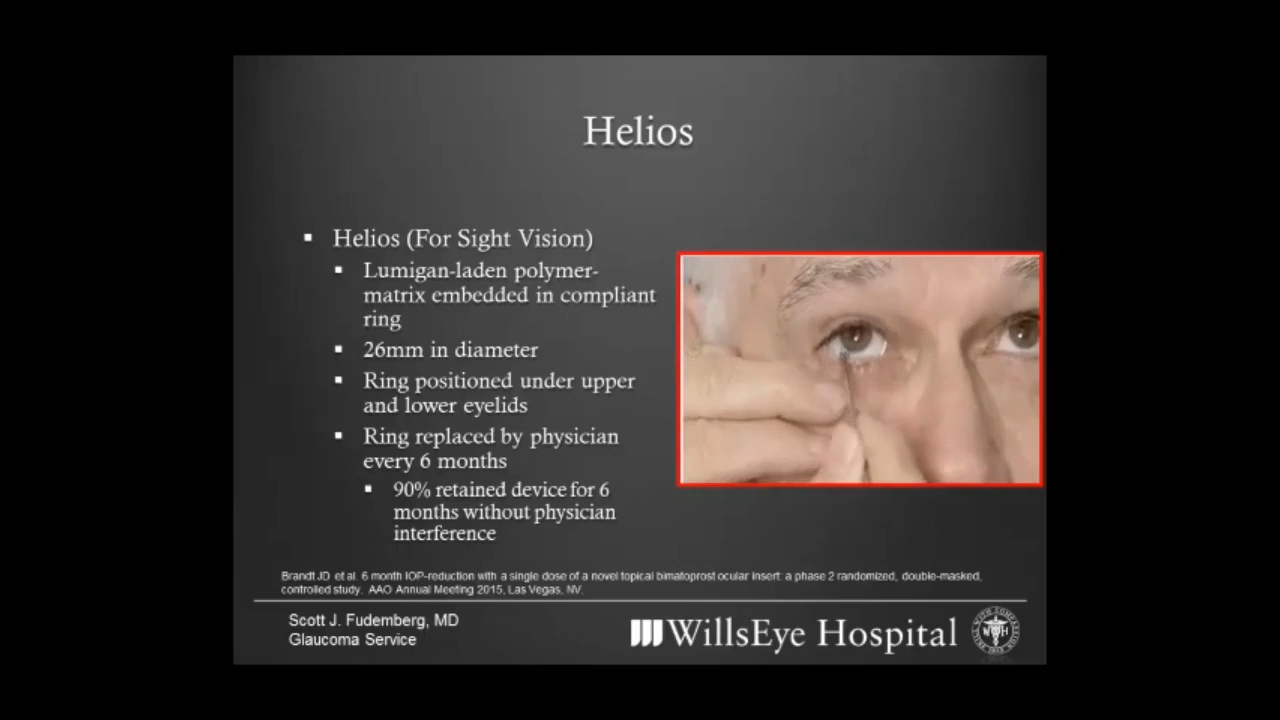 Helios
▪ Helios (For Sight Vision)
▪ Lumigan-laden polymer-
matrix embedded in compliant
ring
▪ 26mm in diameter
▪ Ring positioned under upper
and lower eyelids
▪ Ring replaced by physician
every 6 months
▪ 90% retained device for 6
months without physician
interference
Brandt JD et al. 6 month IOP-reduction with a single dose of a novel topical bimatoprost ocular insert: a phase 2 randomized, double-masked,
controlled study. AAO Annual Meeting 2015, Las Vegas, NV.
Scott J. Fudemberg, MD
Glaucoma Service
WillsEye Hospital